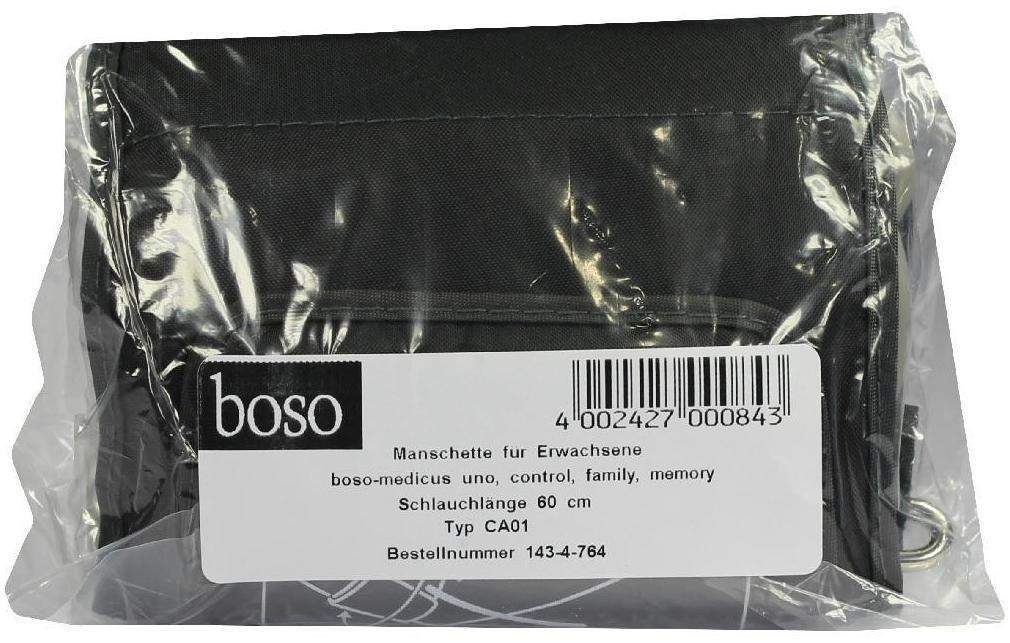 boso
4 002427 000843
Manschette fur Erwachsene
boso-medicus uno, control, family, memory
Schlauchlänge 60 cm
Typ CA01
Bestellnummer 143-4-764